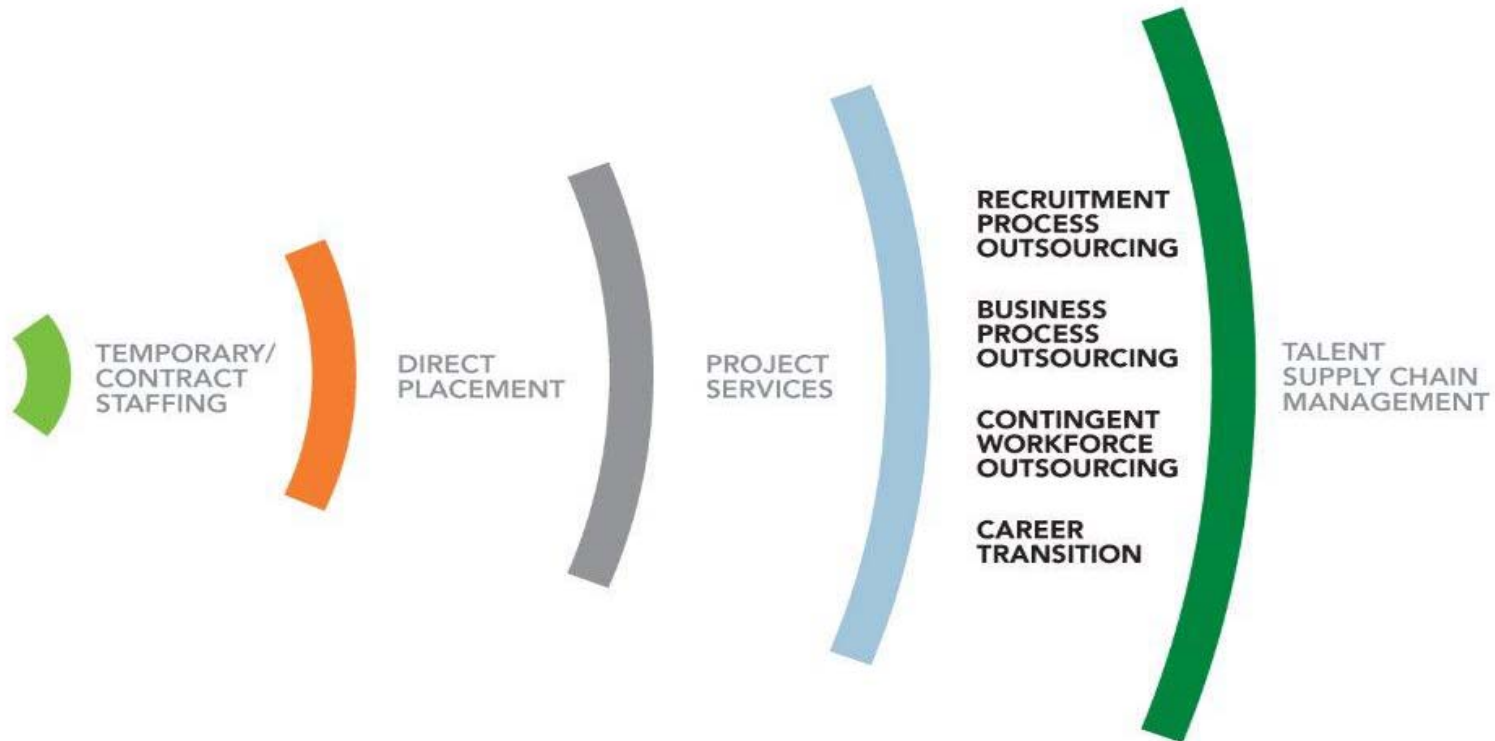 TEMPORARY/
CONTRACT
STAFFING
DIRECT
PLACEMENT
PROJECT
SERVICES
RECRUITMENT
PROCESS
OUTSOURCING
BUSINESS
PROCESS
OUTSOURCING
CONTINGENT
WORKFORCE
OUTSOURCING
CAREER
TRANSITION
TALENT
SUPPLY CHAIN
MANAGEMENT